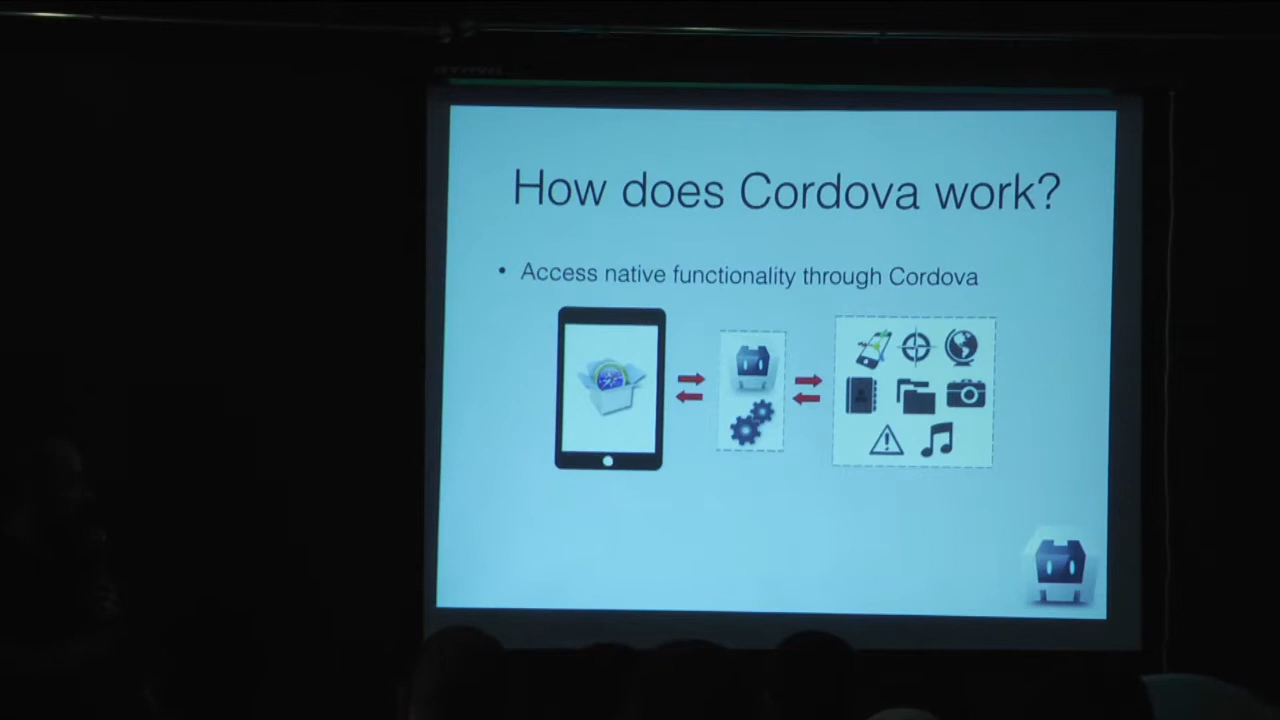 How does Cordova work?
• Access native functionality through Cordova